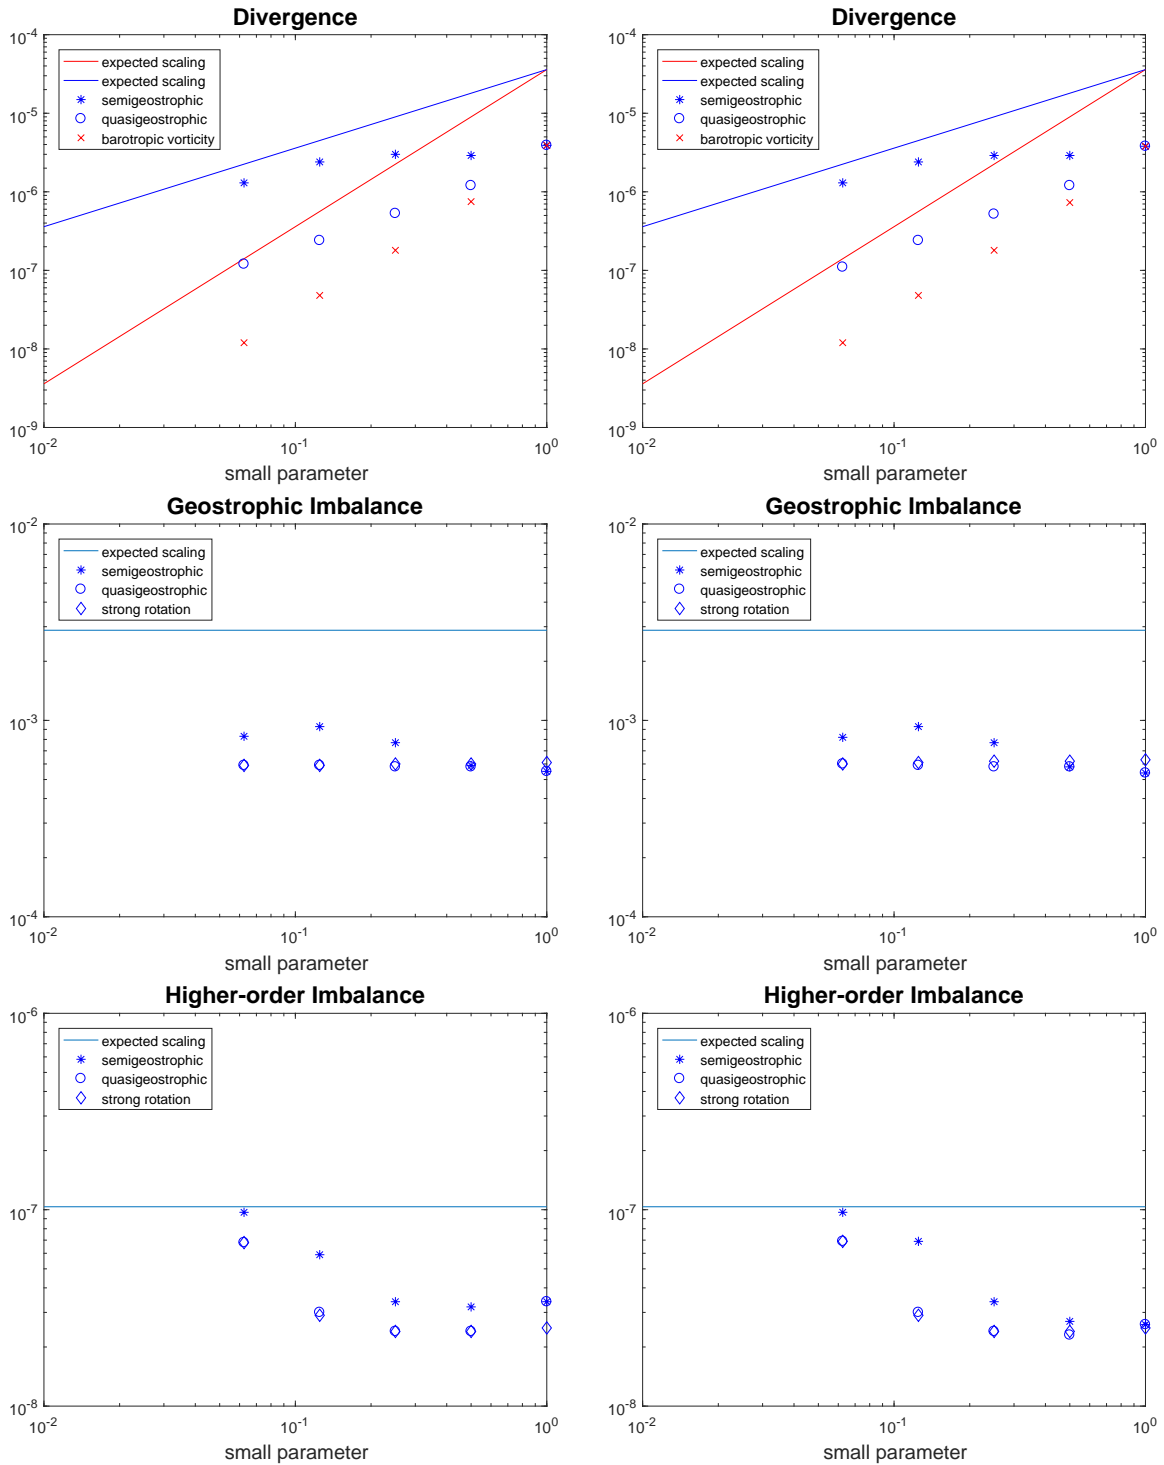 Divergence
10^-4
10^-5
10^-6
10^-7
10^-8
10^-9
expected scaling
expected scaling
semigeostrophic
quasigeostrophic
barotropic vorticity
10^-2
10^-1
10^0
small parameter
Divergence
10^-4
10^-5
10^-6
10^-7
10^-8
10^-9
expected scaling
expected scaling
semigeostrophic
quasigeostrophic
barotropic vorticity
10^-2
10^-1
10^0
small parameter
Geostrophic Imbalance
10^-2
10^-3
10^-4
expected scaling
semigeostrophic
quasigeostrophic
strong rotation
10^-2
10^-1
10^0
small parameter
Geostrophic Imbalance
10^-2
10^-3
10^-4
expected scaling
semigeostrophic
quasigeostrophic
strong rotation
10^-2
10^-1
10^0
small parameter
Higher-order Imbalance
10^-6
10^-7
10^-8
expected scaling
semigeostrophic
quasigeostrophic
strong rotation
10^-2
10^-1
10^0
small parameter
Higher-order Imbalance
10^-6
10^-7
10^-8
expected scaling
semigeostrophic
quasigeostrophic
strong rotation
10^-2
10^-1
10^0
small parameter